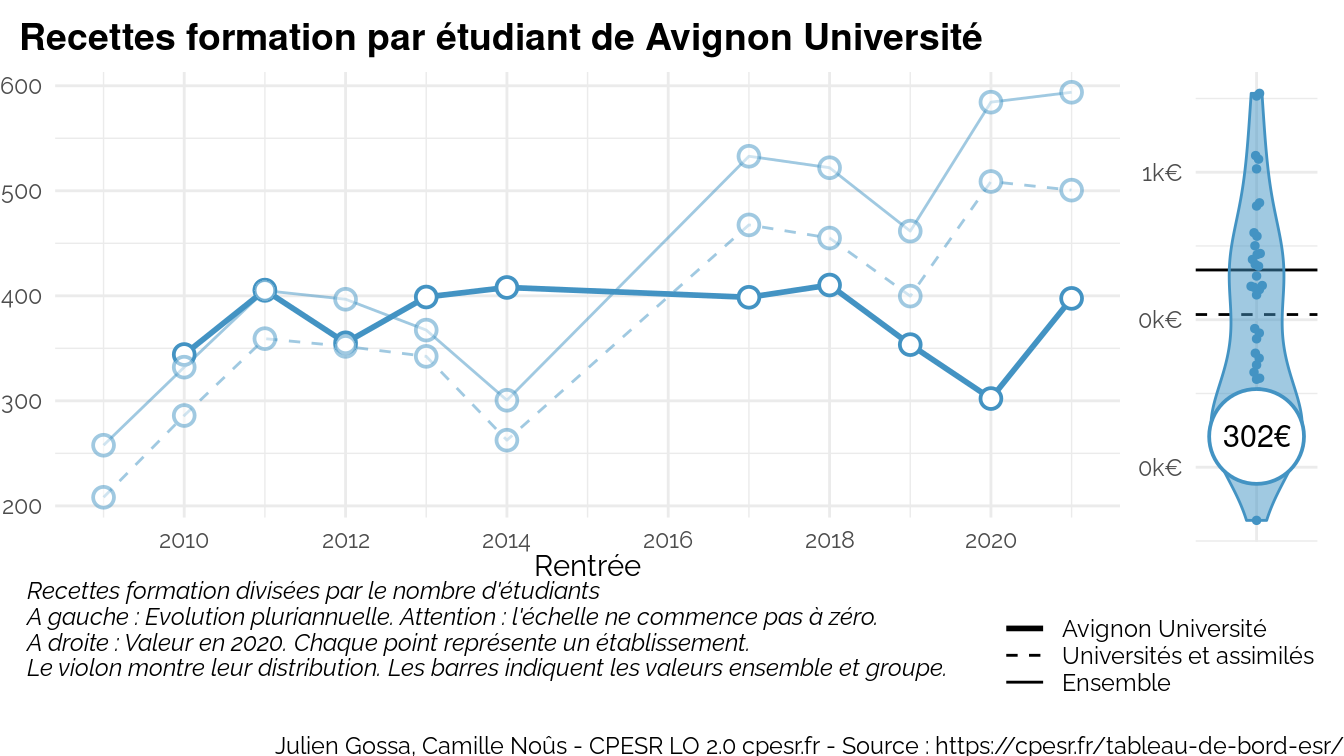 Recettes formation par étudiant de Avignon Université
600
500
400
300
200
2010 2012 2014 2016 2018 2020
Rentrée
1k€
0k€
0k€
302€
Recettes formation divisées par le nombre d'étudiants
A gauche : Evolution pluriannuelle. Attention : l'échelle ne commence pas à zéro.
A droite : Valeur en 2020. Chaque point représente un établissement.
Le violon montre leur distribution. Les barres indiquent les valeurs ensemble et groupe.
Avignon Université
Universités et assimilés
Ensemble
Julien Gossa, Camille Noûs - CPESR LO 2.0 cpesr.fr - Source : https://cpesr.fr/tableau-de-bord-esr/